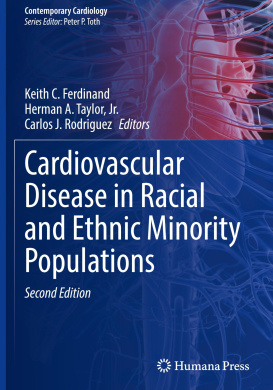 Contemporary Cardiology
Series Editor: Peter P. Toth
Keith C. Ferdinand
Herman A. Taylor, Jr.
Carlos J. Rodriguez Editors
Cardiovascular
Disease in Racial
and Ethnic Minority
Populations
Second Edition
Humana Press